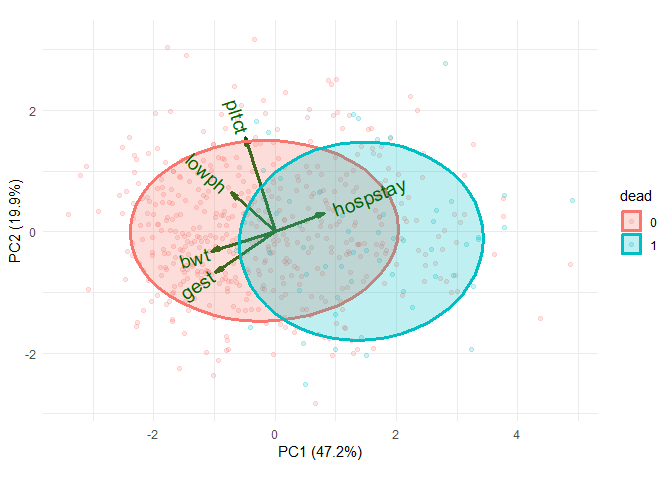 2
0
-2
PC2 (19.9%)
pltct
lowph
hospstay
bwt
gest
-2
0
2
4
PC1 (47.2%)
dead
0
1